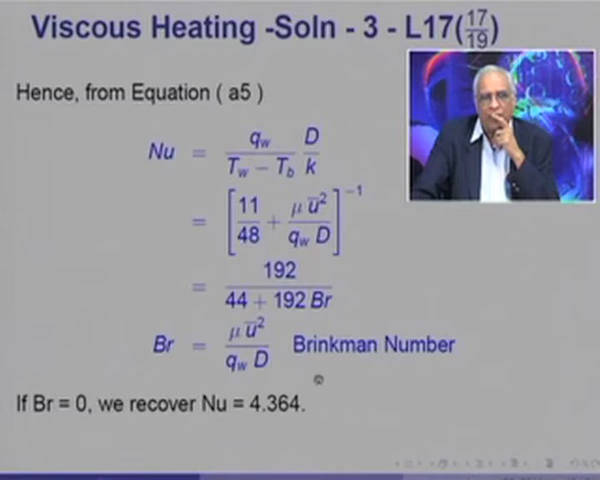 Viscous Heating -Soln - 3 - L17(17/19)
Hence, from Equation ( a5 )
Nu = q_w / (T_w − T_b) D / k
= [11/48 + μ ū² / (q_w D)]⁻¹
= 192 / (44 + 192 Br)
Br = μ ū² / (q_w D) Brinkman Number
If Br = 0, we recover Nu = 4.364.